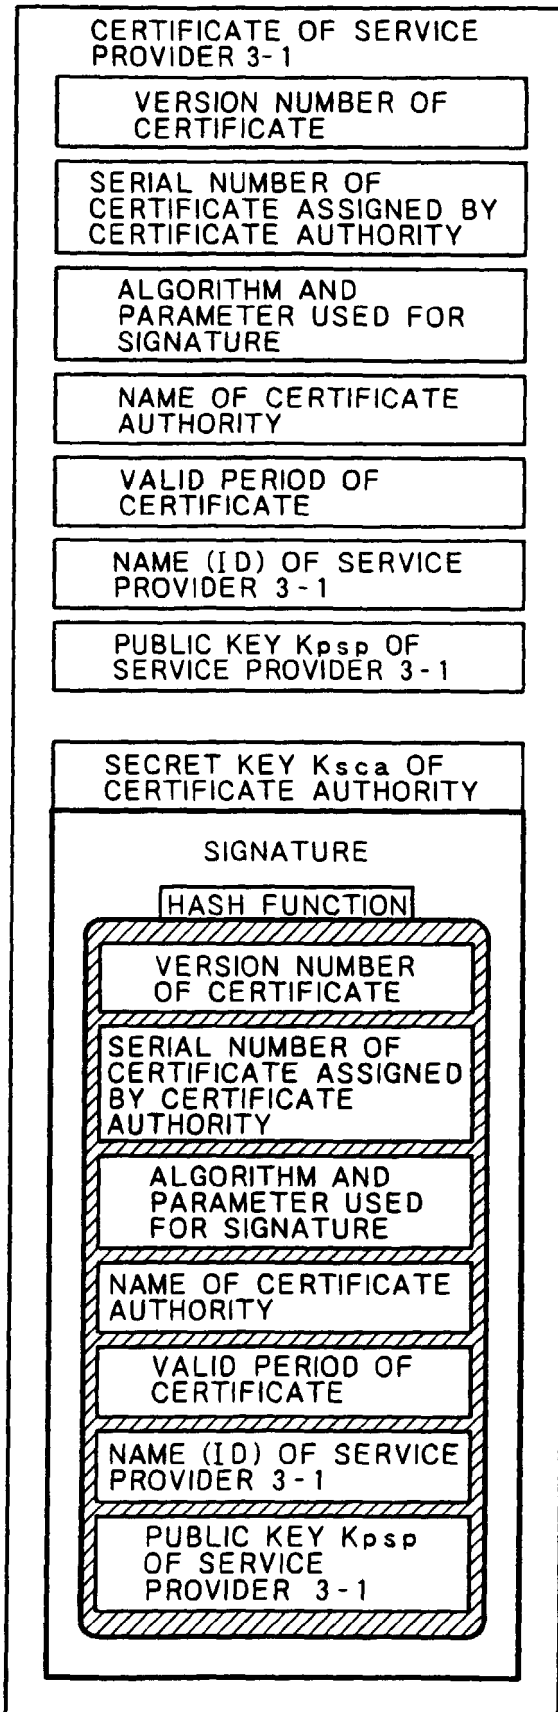 CERTIFICATE OF SERVICE
PROVIDER 3-1
VERSION NUMBER OF
CERTIFICATE
SERIAL NUMBER OF
CERTIFICATE ASSIGNED BY
CERTIFICATE AUTHORITY
ALGORITHM AND
PARAMETER USED FOR
SIGNATURE
NAME OF CERTIFICATE
AUTHORITY
VALID PERIOD OF
CERTIFICATE
NAME (ID) OF SERVICE
PROVIDER 3-1
PUBLIC KEY Kpsp OF
SERVICE PROVIDER 3-1
SECRET KEY Ksca OF
CERTIFICATE AUTHORITY
SIGNATURE
HASH FUNCTION
VERSION NUMBER
OF CERTIFICATE
SERIAL NUMBER OF
CERTIFICATE ASSIGNED
BY CERTIFICATE
AUTHORITY
ALGORITHM AND
PARAMETER USED
FOR SIGNATURE
NAME OF CERTIFICATE
AUTHORITY
VALID PERIOD OF
CERTIFICATE
NAME (ID) OF SERVICE
PROVIDER 3-1
PUBLIC KEY Kpsp
OF SERVICE
PROVIDER 3-1